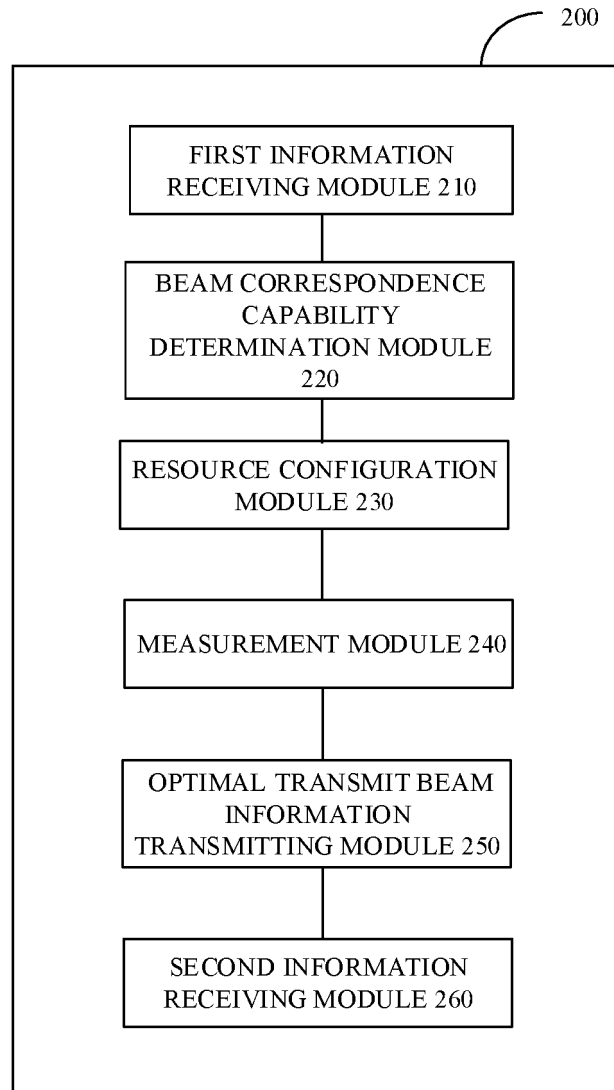 200
FIRST INFORMATION
RECEIVING MODULE 210
BEAM CORRESPONDENCE
CAPABILITY
DETERMINATION MODULE
220
RESOURCE CONFIGURATION
MODULE 230
MEASUREMENT MODULE 240
OPTIMAL TRANSMIT BEAM
INFORMATION
TRANSMITTING MODULE 250
SECOND INFORMATION
RECEIVING MODULE 260